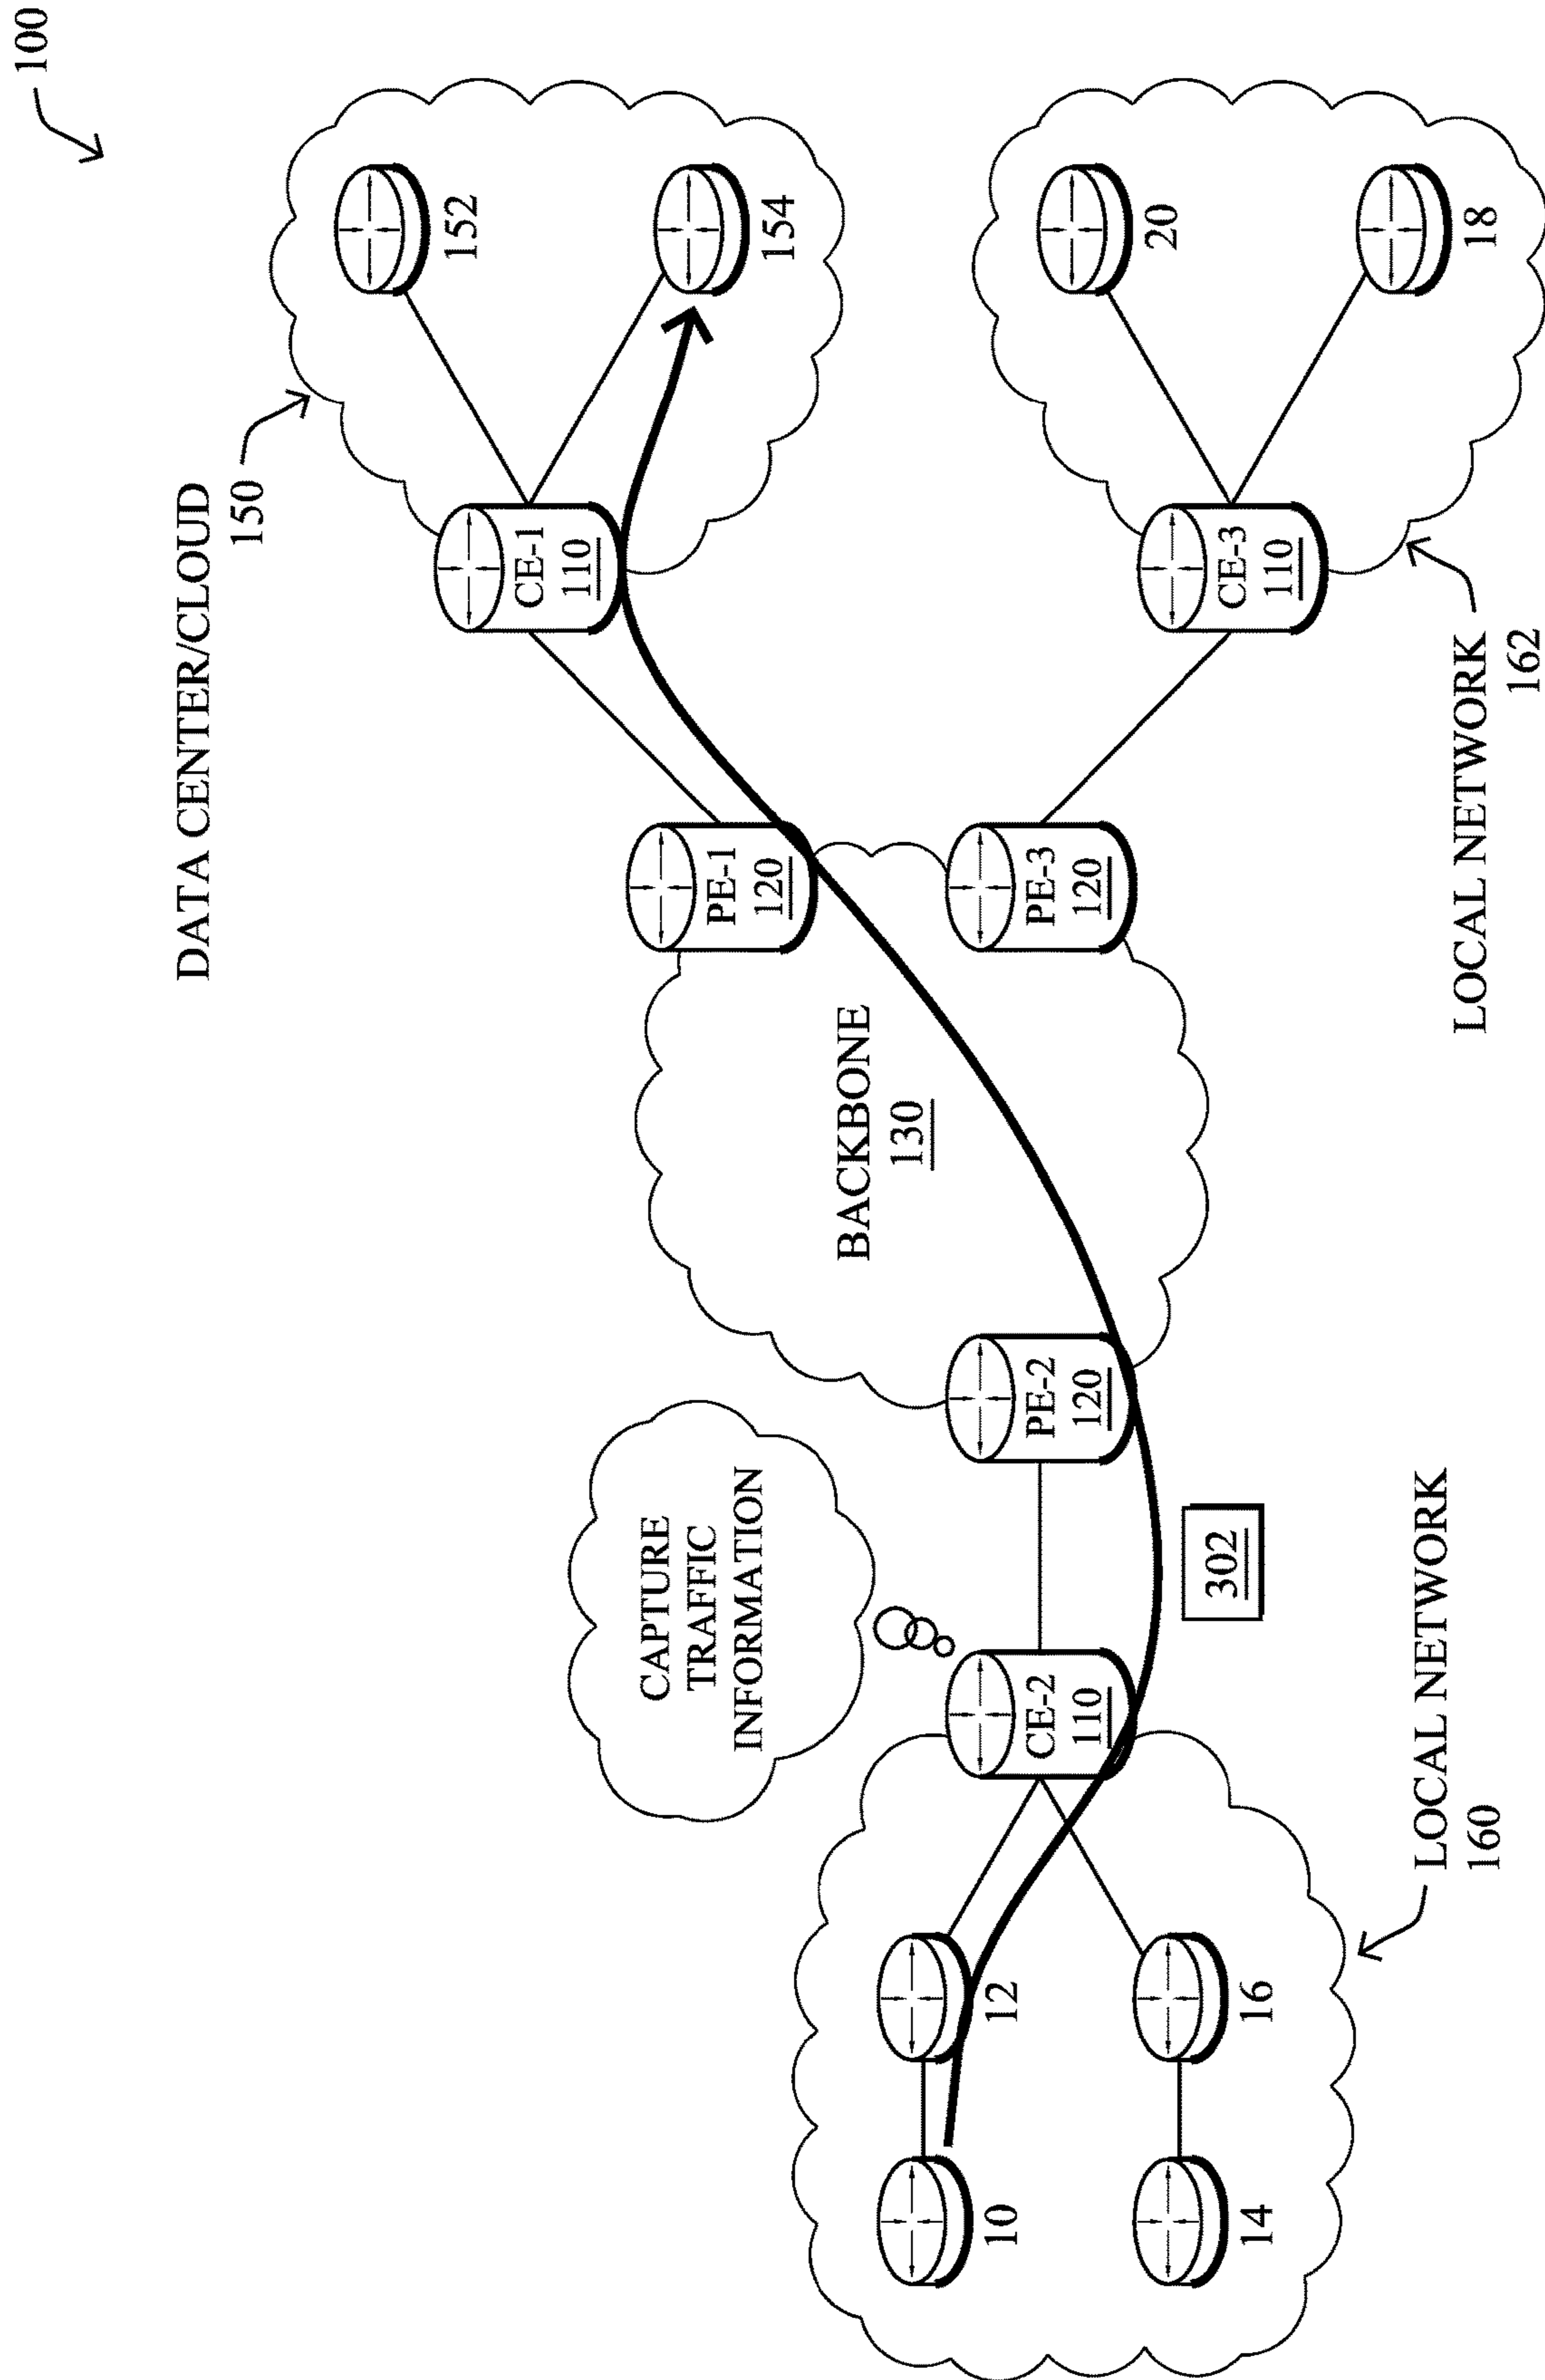 100
DATA CENTER/CLOUD
150
152
154
CE-1
110
PE-1
120
BACKBONE
130
PE-3
120
CE-3
110
20
18
LOCAL NETWORK
162
CAPTURE
TRAFFIC
INFORMATION
PE-2
120
302
CE-2
110
10
12
14
16
LOCAL NETWORK
160